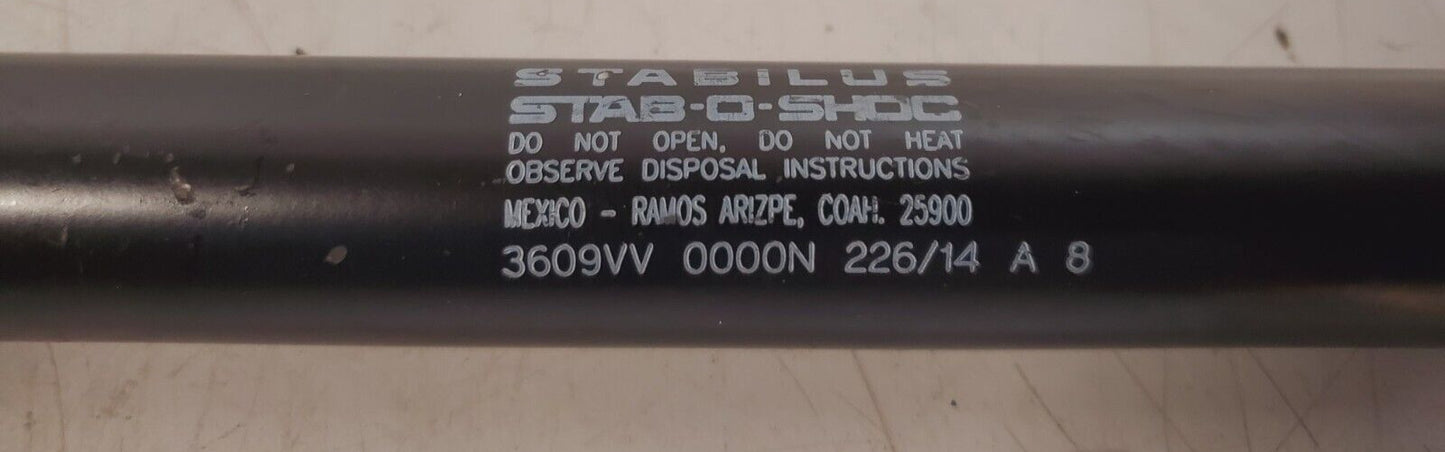 STABILUS
STAB-O-SHOC
DO NOT OPEN, DO NOT HEAT
OBSERVE DISPOSAL INSTRUCTIONS
MEXICO - RAMOS ARIZPE, COAH. 25900
3609VV 0000N 226/14 A 8